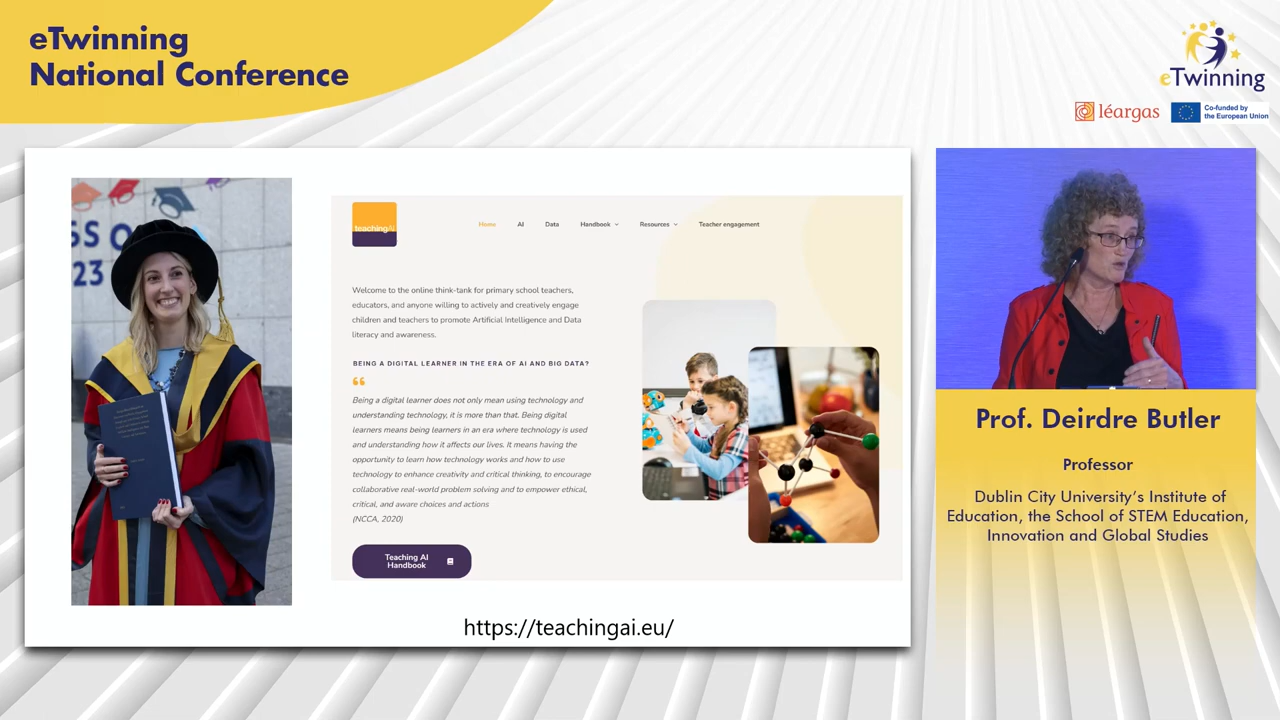 eTwinning
National Conference
eTwinning
léargas
Co-funded by
the European Union
SS O
23
teachingAI
Home
AI
Data
Handbook
Resources
Teacher engagement
Welcome to the online think-tank for primary school teachers,
educators, and anyone willing to actively and creatively engage
children and teachers to promote Artificial Intelligence and Data
literacy and awareness.
BEING A DIGITAL LEARNER IN THE ERA OF AI AND BIG DATA?
“
Being a digital learner does not only mean using technology and
understanding technology, it is more than that. Being digital
learners means being learners in an era where technology is used
and understanding how it affects our lives. It means having the
opportunity to learn how technology works and how to use
technology to enhance creativity and critical thinking, to encourage
collaborative real-world problem solving and to empower ethical,
critical, and aware choices and actions
(NCCA, 2020)
Teaching AI
Handbook
https://teachingai.eu/
Prof. Deirdre Butler
Professor
Dublin City University’s Institute of
Education, the School of STEM Education,
Innovation and Global Studies